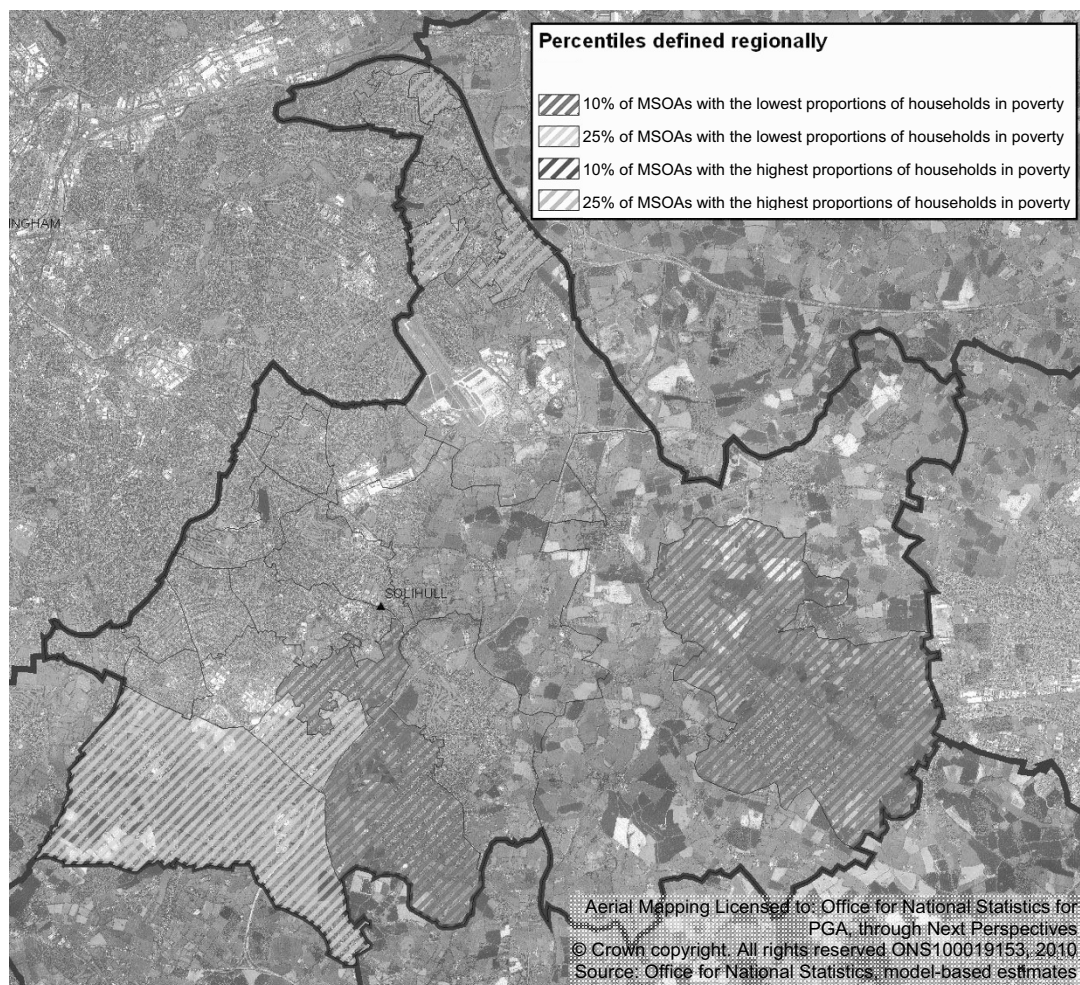 Percentiles defined regionally
10% of MSOAs with the lowest proportions of households in poverty
25% of MSOAs with the lowest proportions of households in poverty
10% of MSOAs with the highest proportions of households in poverty
25% of MSOAs with the highest proportions of households in poverty
INGHAM
SOLIHULL
Aerial Mapping Licensed to: Office for National Statistics for
PGA, through Next Perspectives
© Crown copyright. All rights reserved ONS100019153, 2010
Source: Office for National Statistics, model-based estimates